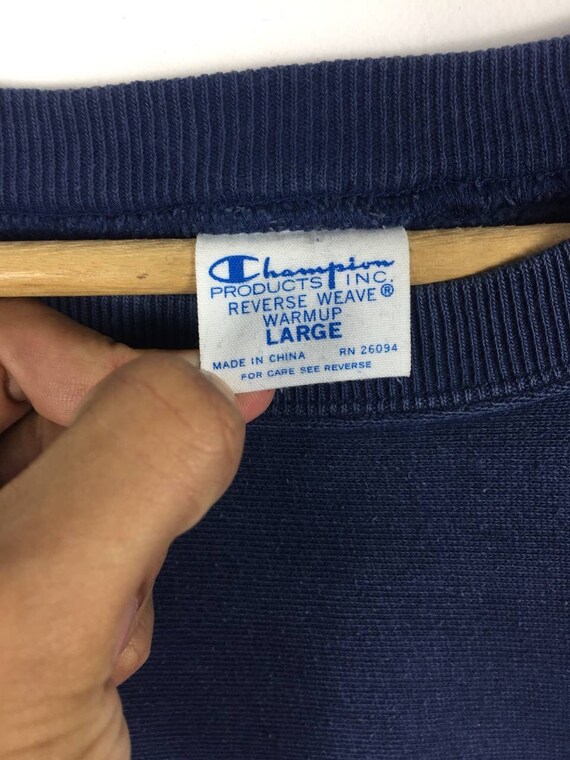 Champion
PRODUCTS INC.
REVERSE WEAVE®
WARMUP
LARGE
MADE IN CHINA RN 26094
FOR CARE SEE REVERSE